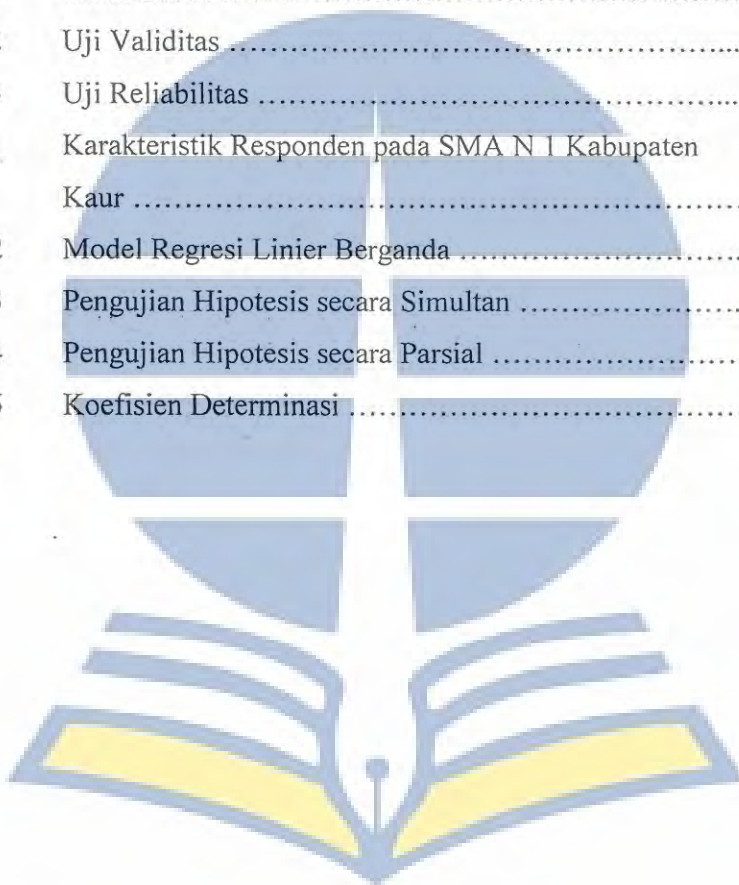 Uji Validitas ......................................................
Uji Reliabilitas ...................................................
Karakteristik Responden pada SMA N 1 Kabupaten
Kaur ................................................................
Model Regresi Linier Berganda ..............................
Pengujian Hipotesis secara Simultan .......................
Pengujian Hipotesis secara Parsial .........................
Koefisien Determinasi ..........................................